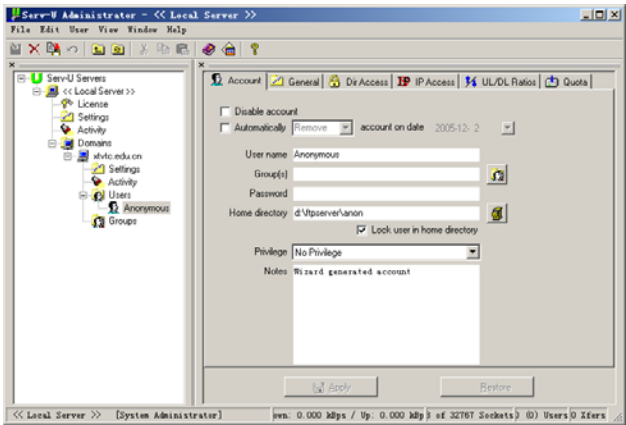 Serv-U Administrator - << Local Server >>
File Edit User View Window Help
Serv-U Servers
<< Local Server >>
License
Settings
Activity
Domains
xtvtc.edu.cn
Settings
Activity
Users
Anonymous
Groups
Account General Dir Access IP Access UL/DL Ratios Quota
Disable account
Automatically Remove account on date 2005-12- 2
User name Anonymous
Group(s)
Password
Home directory d:\ftpserver\anon
Lock user in home directory
Privilege No Privilege
Notes Wizard generated account
Apply Restore
<< Local Server >> [System Administrator] own: 0.000 kBps / Up: 0.000 kBp of 32767 Sockets (0) Users 0 Xfers